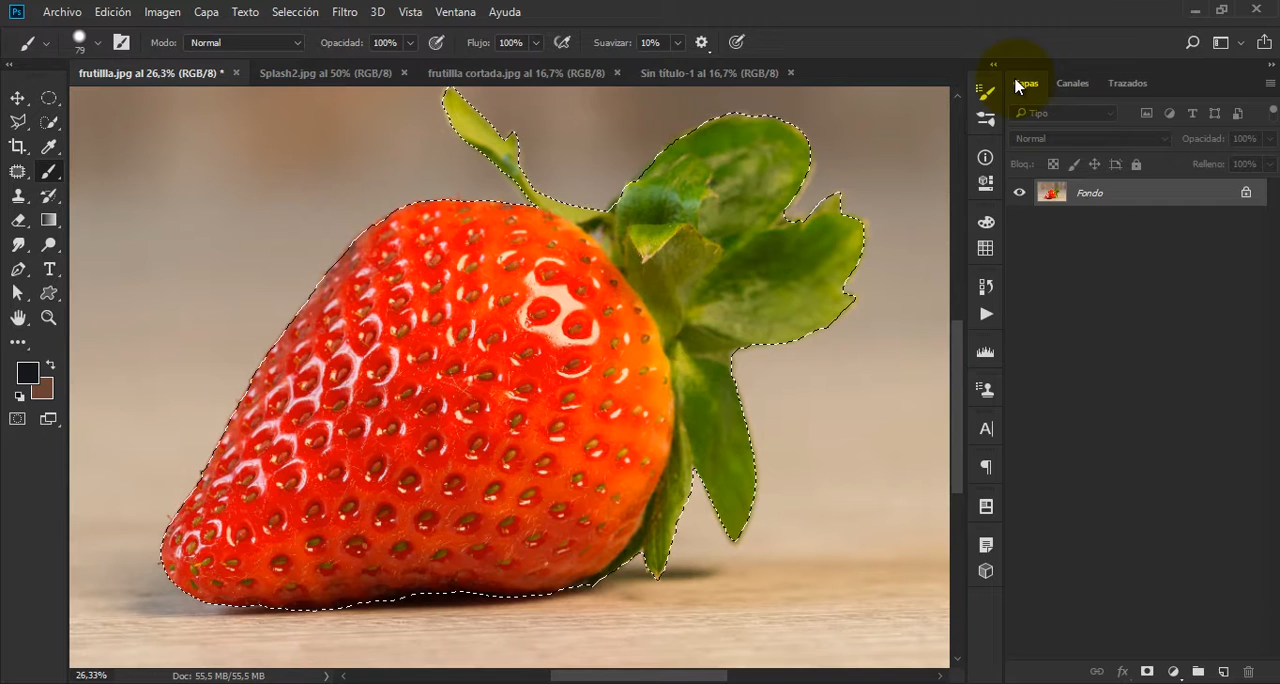 Ps Archivo Edición Imagen Capa Texto Selección Filtro 3D Vista Ventana Ayuda
79 Modo: Normal Opacidad: 100% Flujo: 100% Suavizar: 10%
frutillla.jpg al 26,3% (RGB/8) * × Splash2.jpg al 50% (RGB/8) × frutillla cortada.jpg al 16,7% (RGB/8) × Sin título-1 al 16,7% (RGB/8) ×
Canales Trazados
Tipo
Normal Opacidad: 100%
Bloq.: Relleno: 100%
Fondo
26,33% Doc: 55,5 MB/55,5 MB